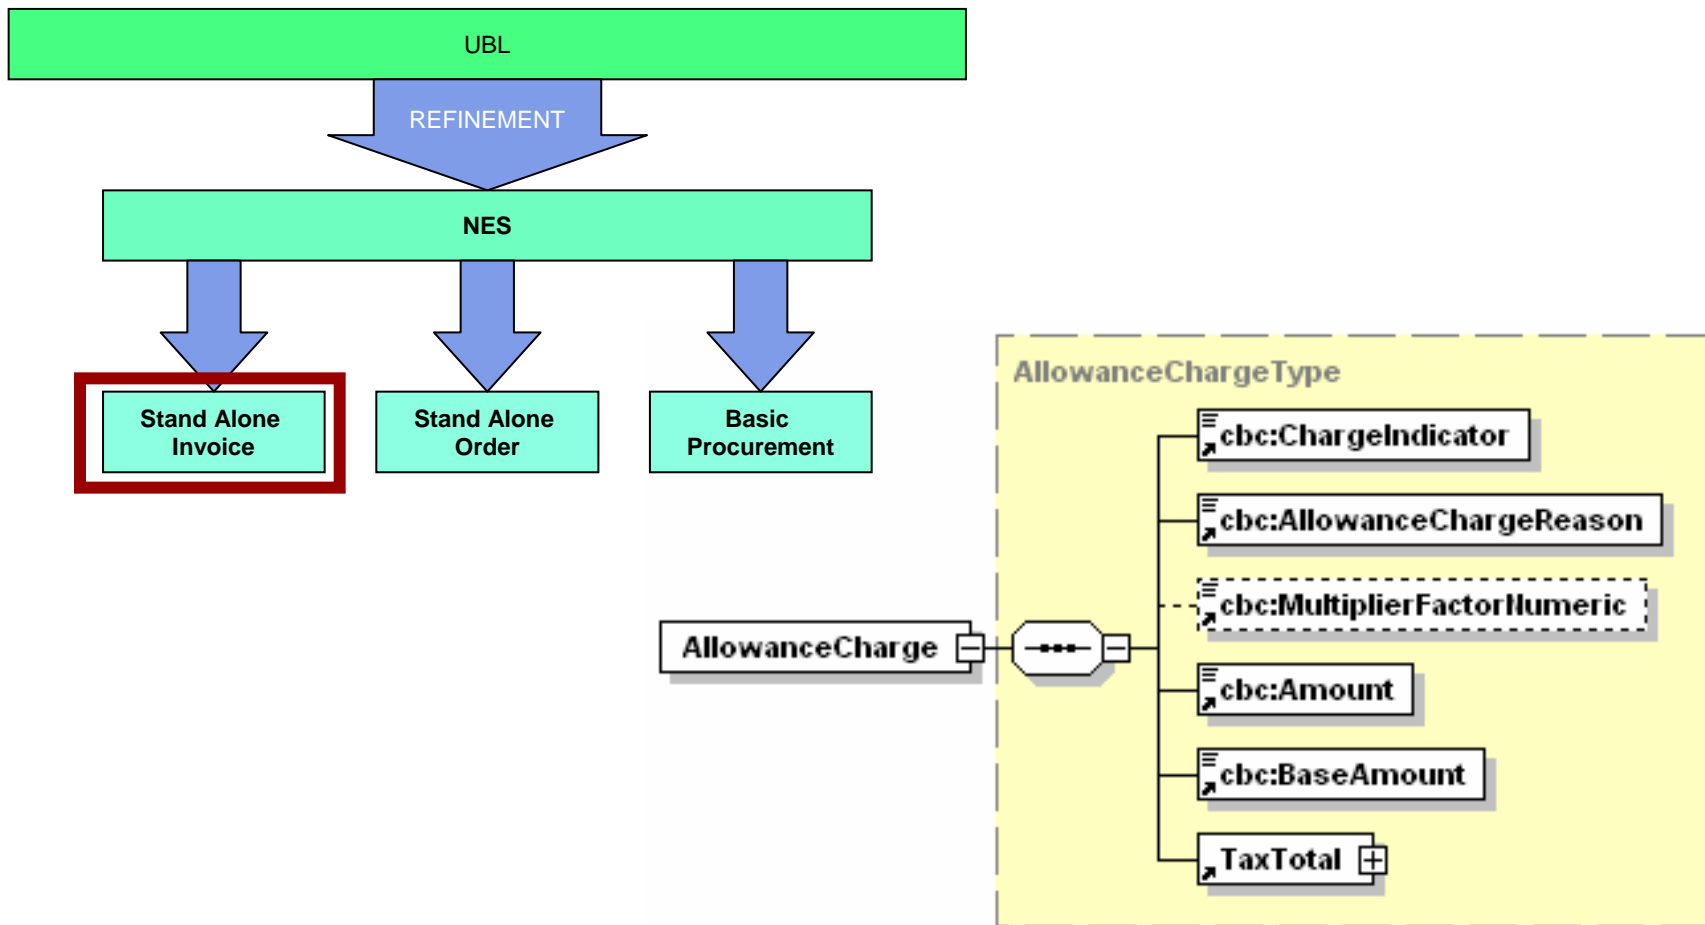 UBL
REFINEMENT
NES
Stand Alone
Invoice
Stand Alone
Order
Basic
Procurement
AllowanceChargeType
cbc:ChargeIndicator
cbc:AllowanceChargeReason
cbc:MultiplierFactorNumeric
AllowanceCharge
cbc:Amount
cbc:BaseAmount
TaxTotal